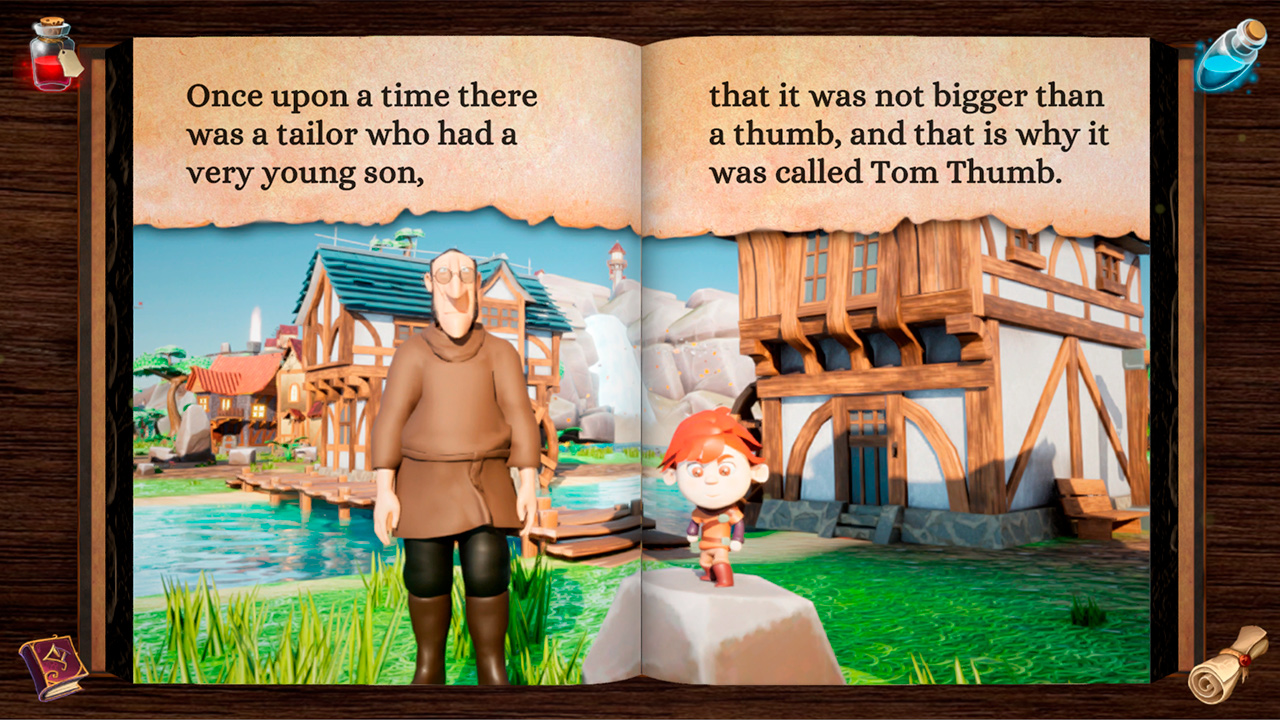 Once upon a time there
was a tailor who had a
very young son,
that it was not bigger than
a thumb, and that is why it
was called Tom Thumb.